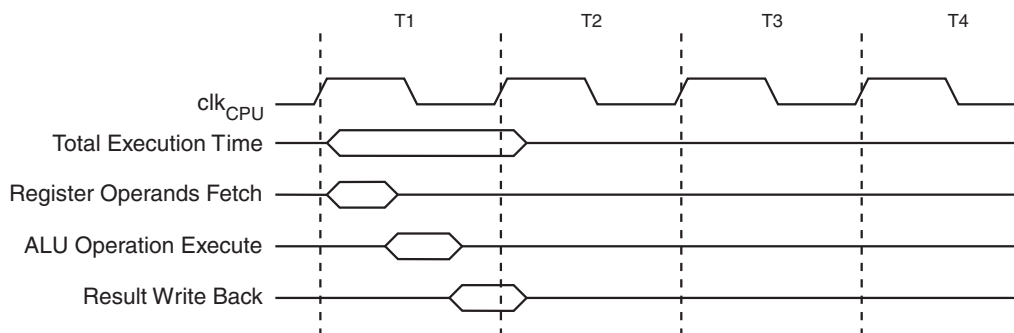 T1 T2 T3 T4
clkCPU
Total Execution Time
Register Operands Fetch
ALU Operation Execute
Result Write Back